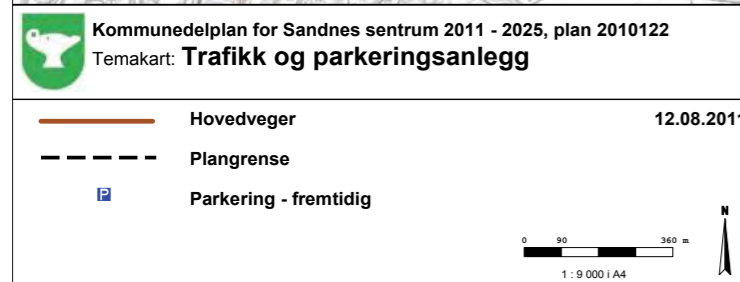 Kommunedelplan for Sandnes sentrum 2011 - 2025, plan 2010122
Temakart: Trafikk og parkeringsanlegg
Hovedveger 12.08.2011
Plangrense
P Parkering - fremtidig
N
0 90 360 m
1 : 9 000 i A4